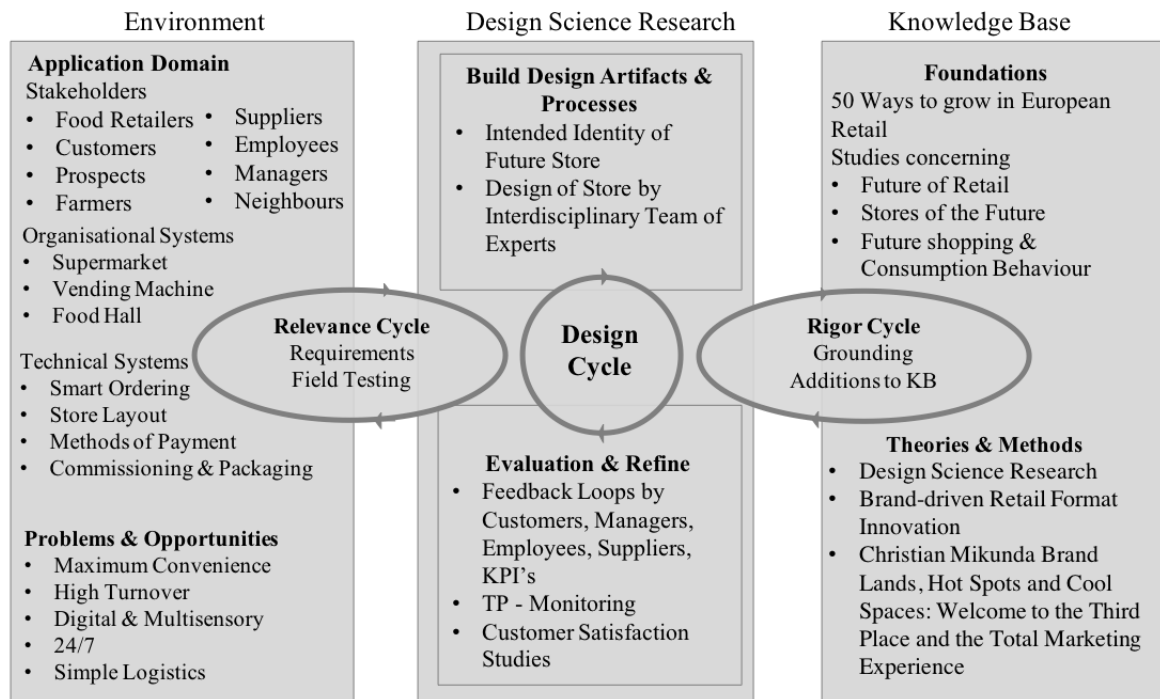 Environment
Application Domain
Stakeholders
• Food Retailers
• Customers
• Prospects
• Farmers
• Suppliers
• Employees
• Managers
• Neighbours
Organisational Systems
• Supermarket
• Vending Machine
• Food Hall
Technical Systems
• Smart Ordering
• Store Layout
• Methods of Payment
• Commissioning & Packaging
Problems & Opportunities
• Maximum Convenience
• High Turnover
• Digital & Multisensory
• 24/7
• Simple Logistics
Relevance Cycle
Requirements
Field Testing
Design Science Research
Build Design Artifacts &
Processes
• Intended Identity of
Future Store
• Design of Store by
Interdisciplinary Team of
Experts
Design
Cycle
Evaluation & Refine
• Feedback Loops by
Customers, Managers,
Employees, Suppliers,
KPI’s
• TP - Monitoring
• Customer Satisfaction
Studies
Rigor Cycle
Grounding
Additions to KB
Knowledge Base
Foundations
50 Ways to grow in European
Retail
Studies concerning
• Future of Retail
• Stores of the Future
• Future shopping &
Consumption Behaviour
Theories & Methods
• Design Science Research
• Brand-driven Retail Format
Innovation
• Christian Mikunda Brand
Lands, Hot Spots and Cool
Spaces: Welcome to the Third
Place and the Total Marketing
Experience